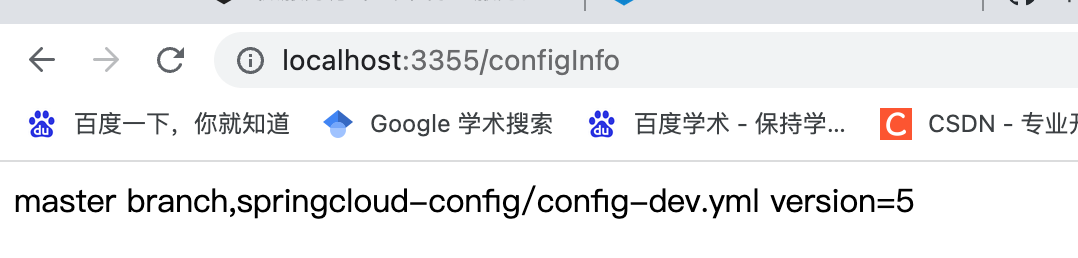 localhost:3355/configInfo
百度一下，你就知道 Google 学术搜索 百度学术 - 保持学... CSDN - 专业开
master branch,springcloud-config/config-dev.yml version=5